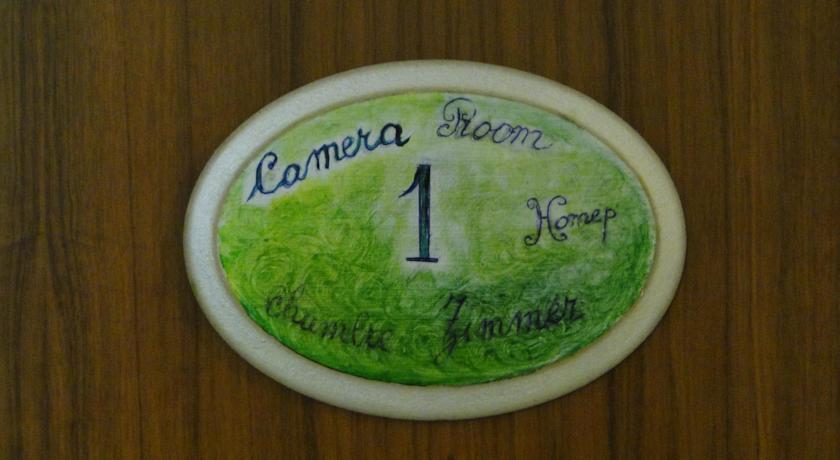 Camera Room
1
Номер
Chambre Zimmer